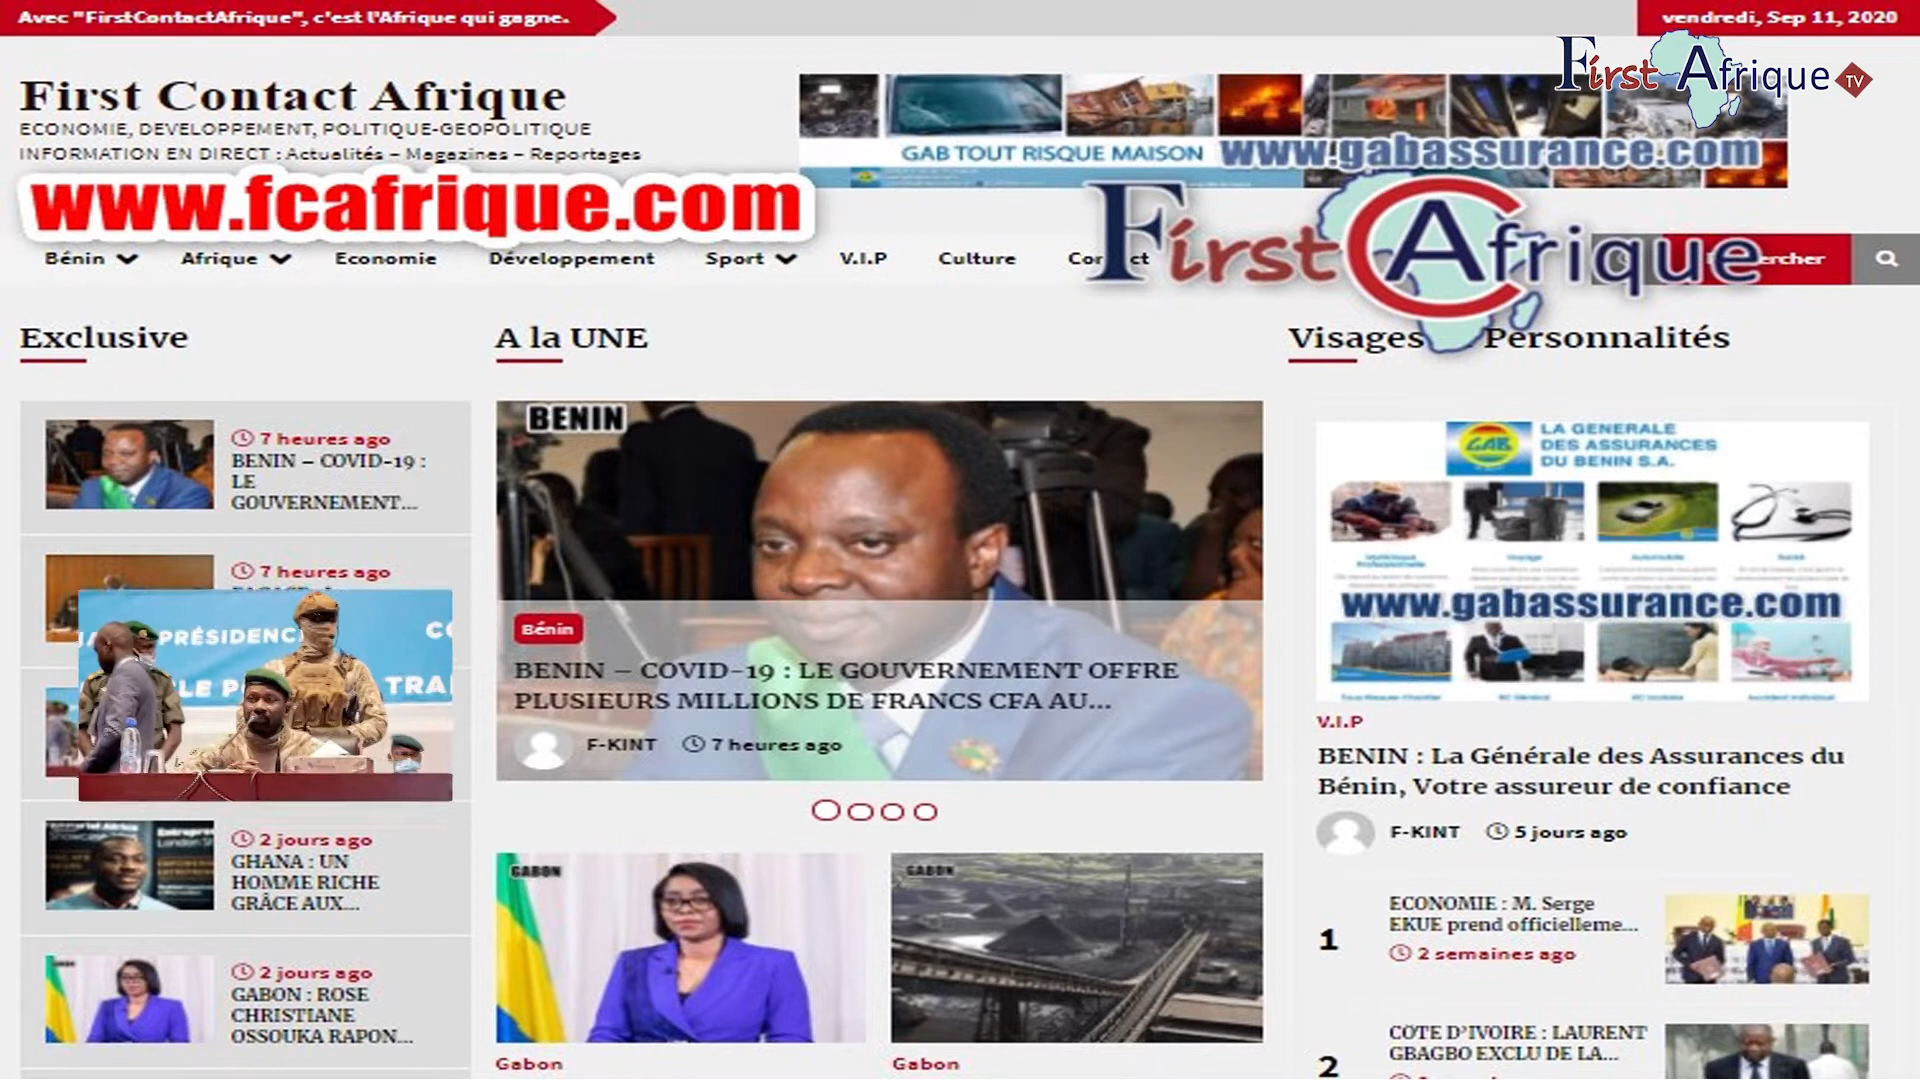 Avec "FirstContactAfrique", c'est l'Afrique qui gagne.
vendredi, Sep 11, 2020
First Afrique TV
First Contact Afrique
ECONOMIE, DEVELOPPEMENT, POLITIQUE-GEOPOLITIQUE
INFORMATION EN DIRECT : Actualités – Magazines – Reportages
GAB TOUT RISQUE MAISON www.gabassurance.com
www.fcafrique.com
First Afrique
Bénin Afrique Economie Développement Sport V.I.P Culture
Exclusive
7 heures ago
BENIN – COVID-19 :
LE
GOUVERNEMENT...
7 heures ago
PRÉSIDENC
2 jours ago
GHANA : UN
HOMME RICHE
GRÂCE AUX...
2 jours ago
GABON : ROSE
CHRISTIANE
OSSOUKA RAPON...
A la UNE
BENIN
Bénin
BENIN – COVID-19 : LE GOUVERNEMENT OFFRE
PLUSIEURS MILLIONS DE FRANCS CFA AU...
F-KINT 7 heures ago
GABON
Gabon
GABON
Gabon
Visages Personnalités
GAB
LA GENERALE
DES ASSURANCES
DU BENIN S.A.
www.gabassurance.com
V.I.P
BENIN : La Générale des Assurances du
Bénin, Votre assureur de confiance
F-KINT 5 jours ago
1
ECONOMIE : M. Serge
EKUE prend officielleme...
2 semaines ago
2
COTE D'IVOIRE : LAURENT
GBAGBO EXCLU DE LA...